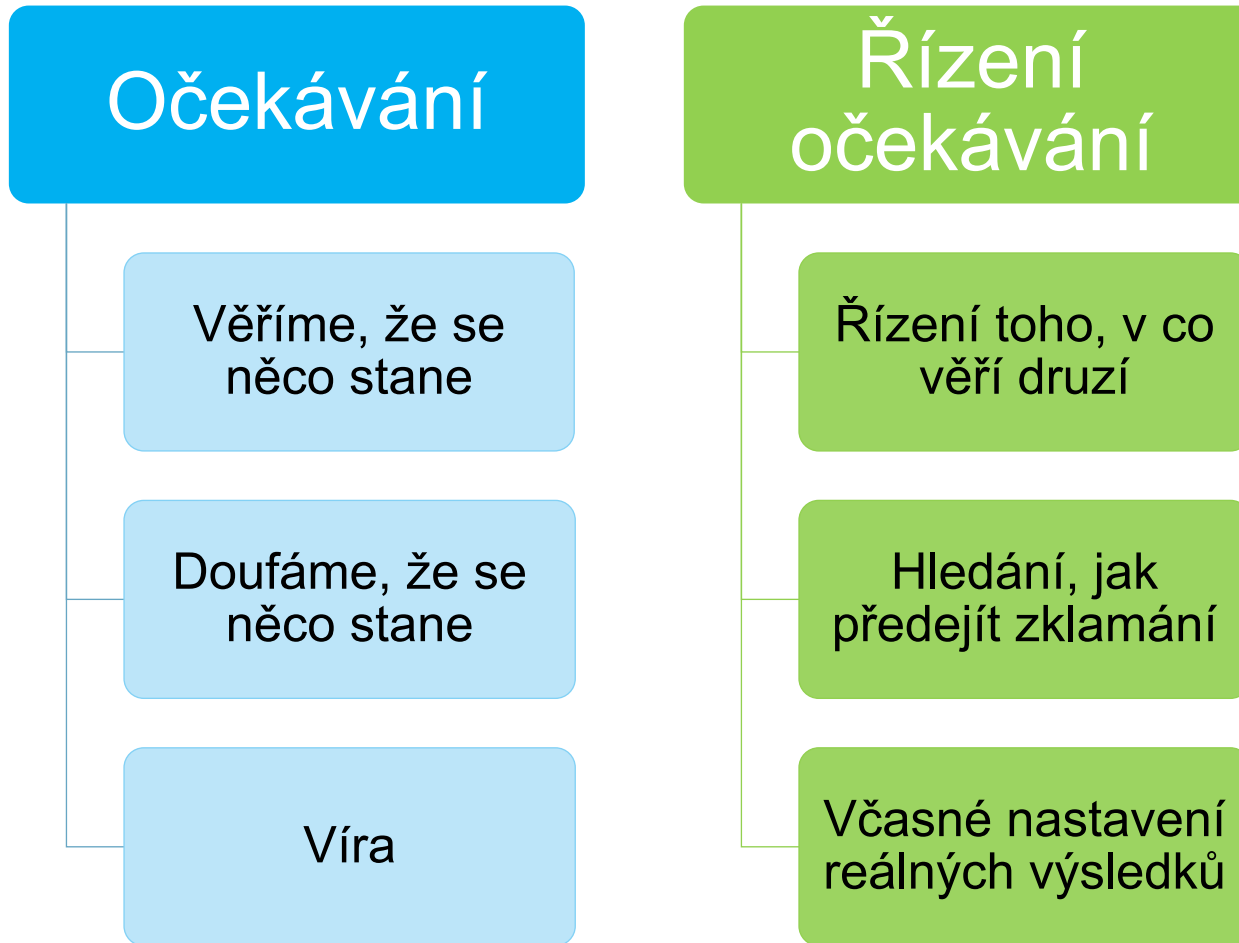 Očekávání
Věříme, že se
něco stane
Doufáme, že se
něco stane
Víra
Řízení
očekávání
Řízení toho, v co
věří druzí
Hledání, jak
předejít zklamání
Včasné nastavení
reálných výsledků